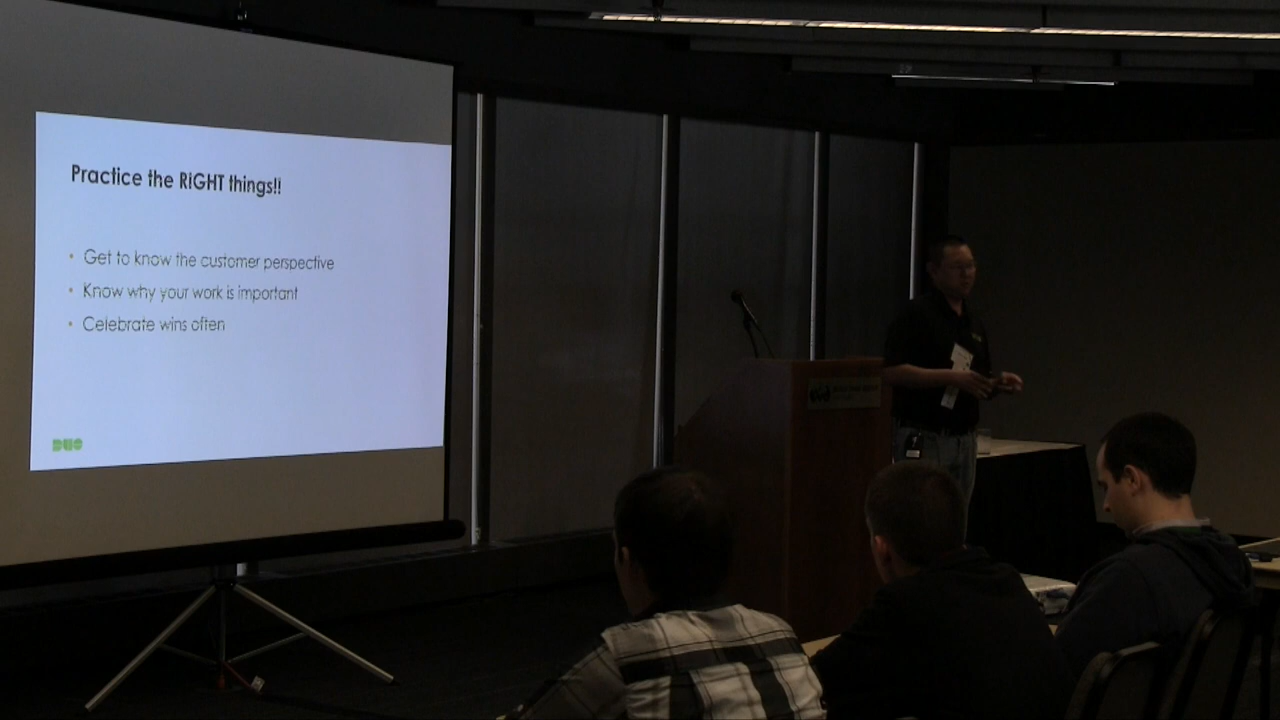 Practice the RIGHT things!!
• Get to know the customer perspective
• Know why your work is important
• Celebrate wins often
DUO